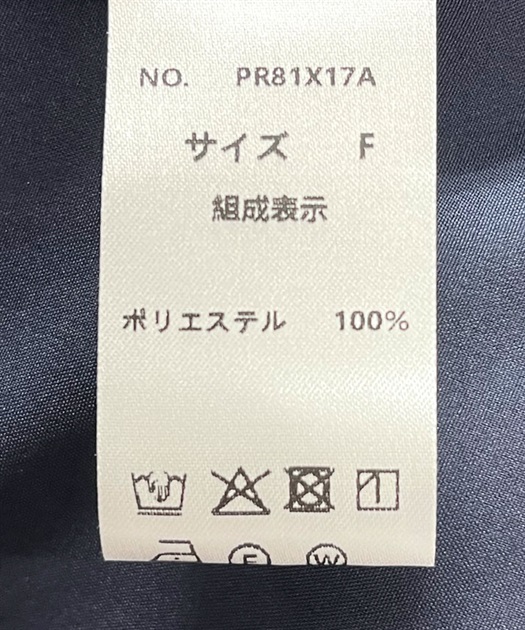 NO. PR81X17A
サイズ F
組成表示
ポリエステル 100%
F W